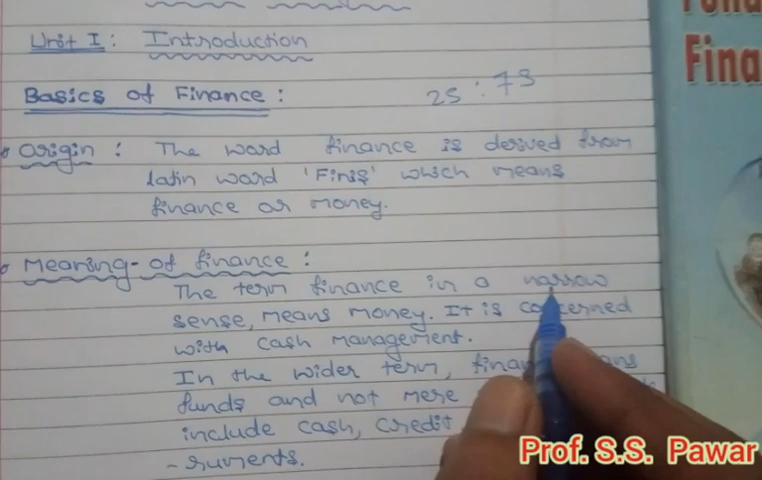 Unit I: Introduction
Basics of Finance:
25:75
Origin: The word finance is derived from
latin word 'Finis' which means
finance or money.
Meaning of finance:
The term finance in a narrow
sense, means money. It is concerned
with cash management.
In the wider term,
funds and not mere
include cash, credit
-ruments.
Fina
Prof. S.S. Pawar